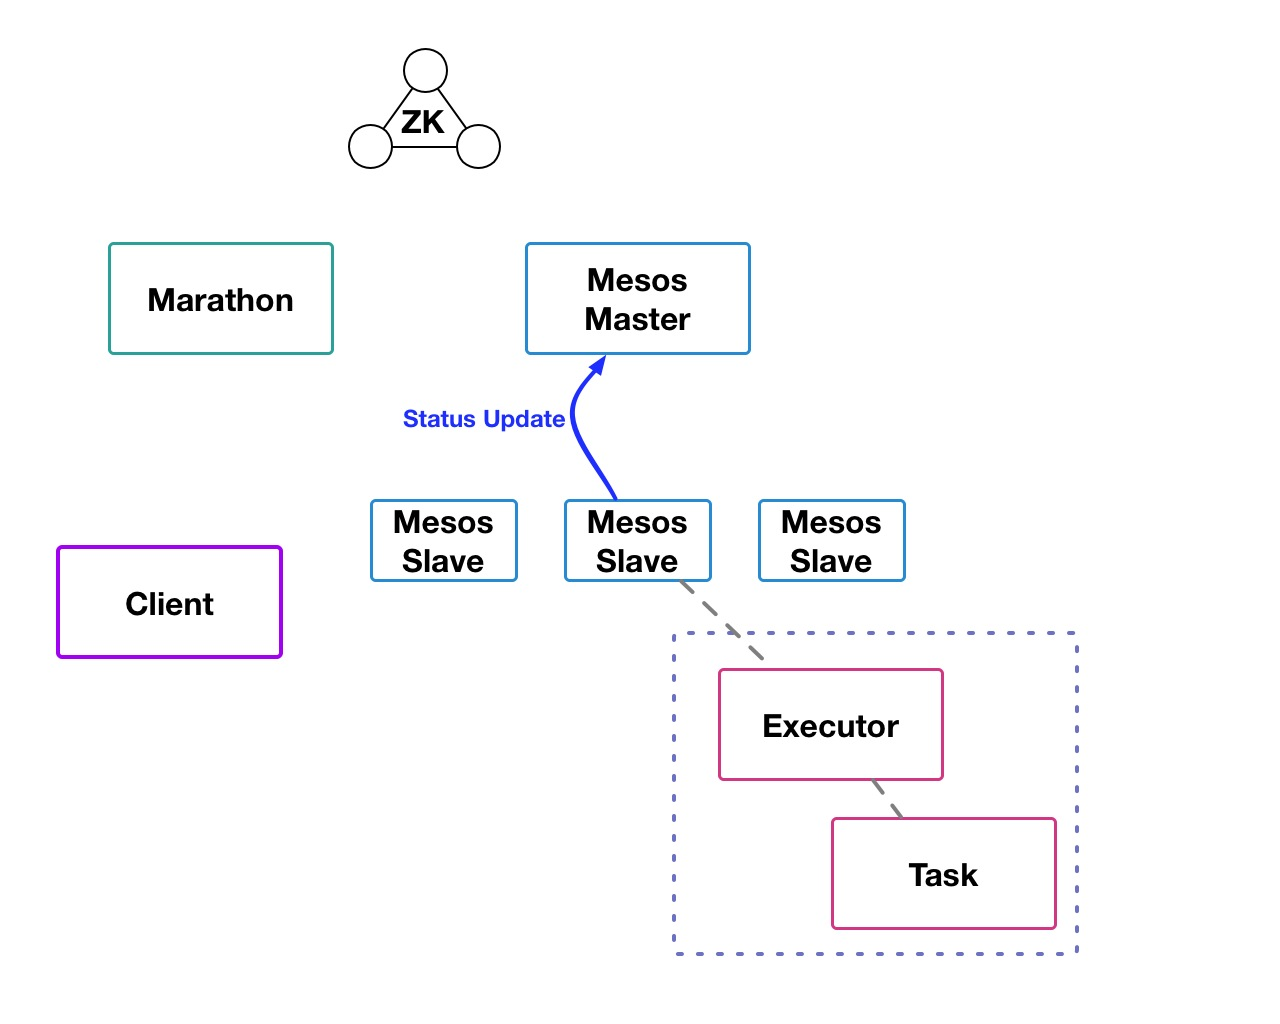 ZK
Marathon
Mesos
Master
Status Update
Mesos
Slave
Mesos
Slave
Mesos
Slave
Client
Executor
Task